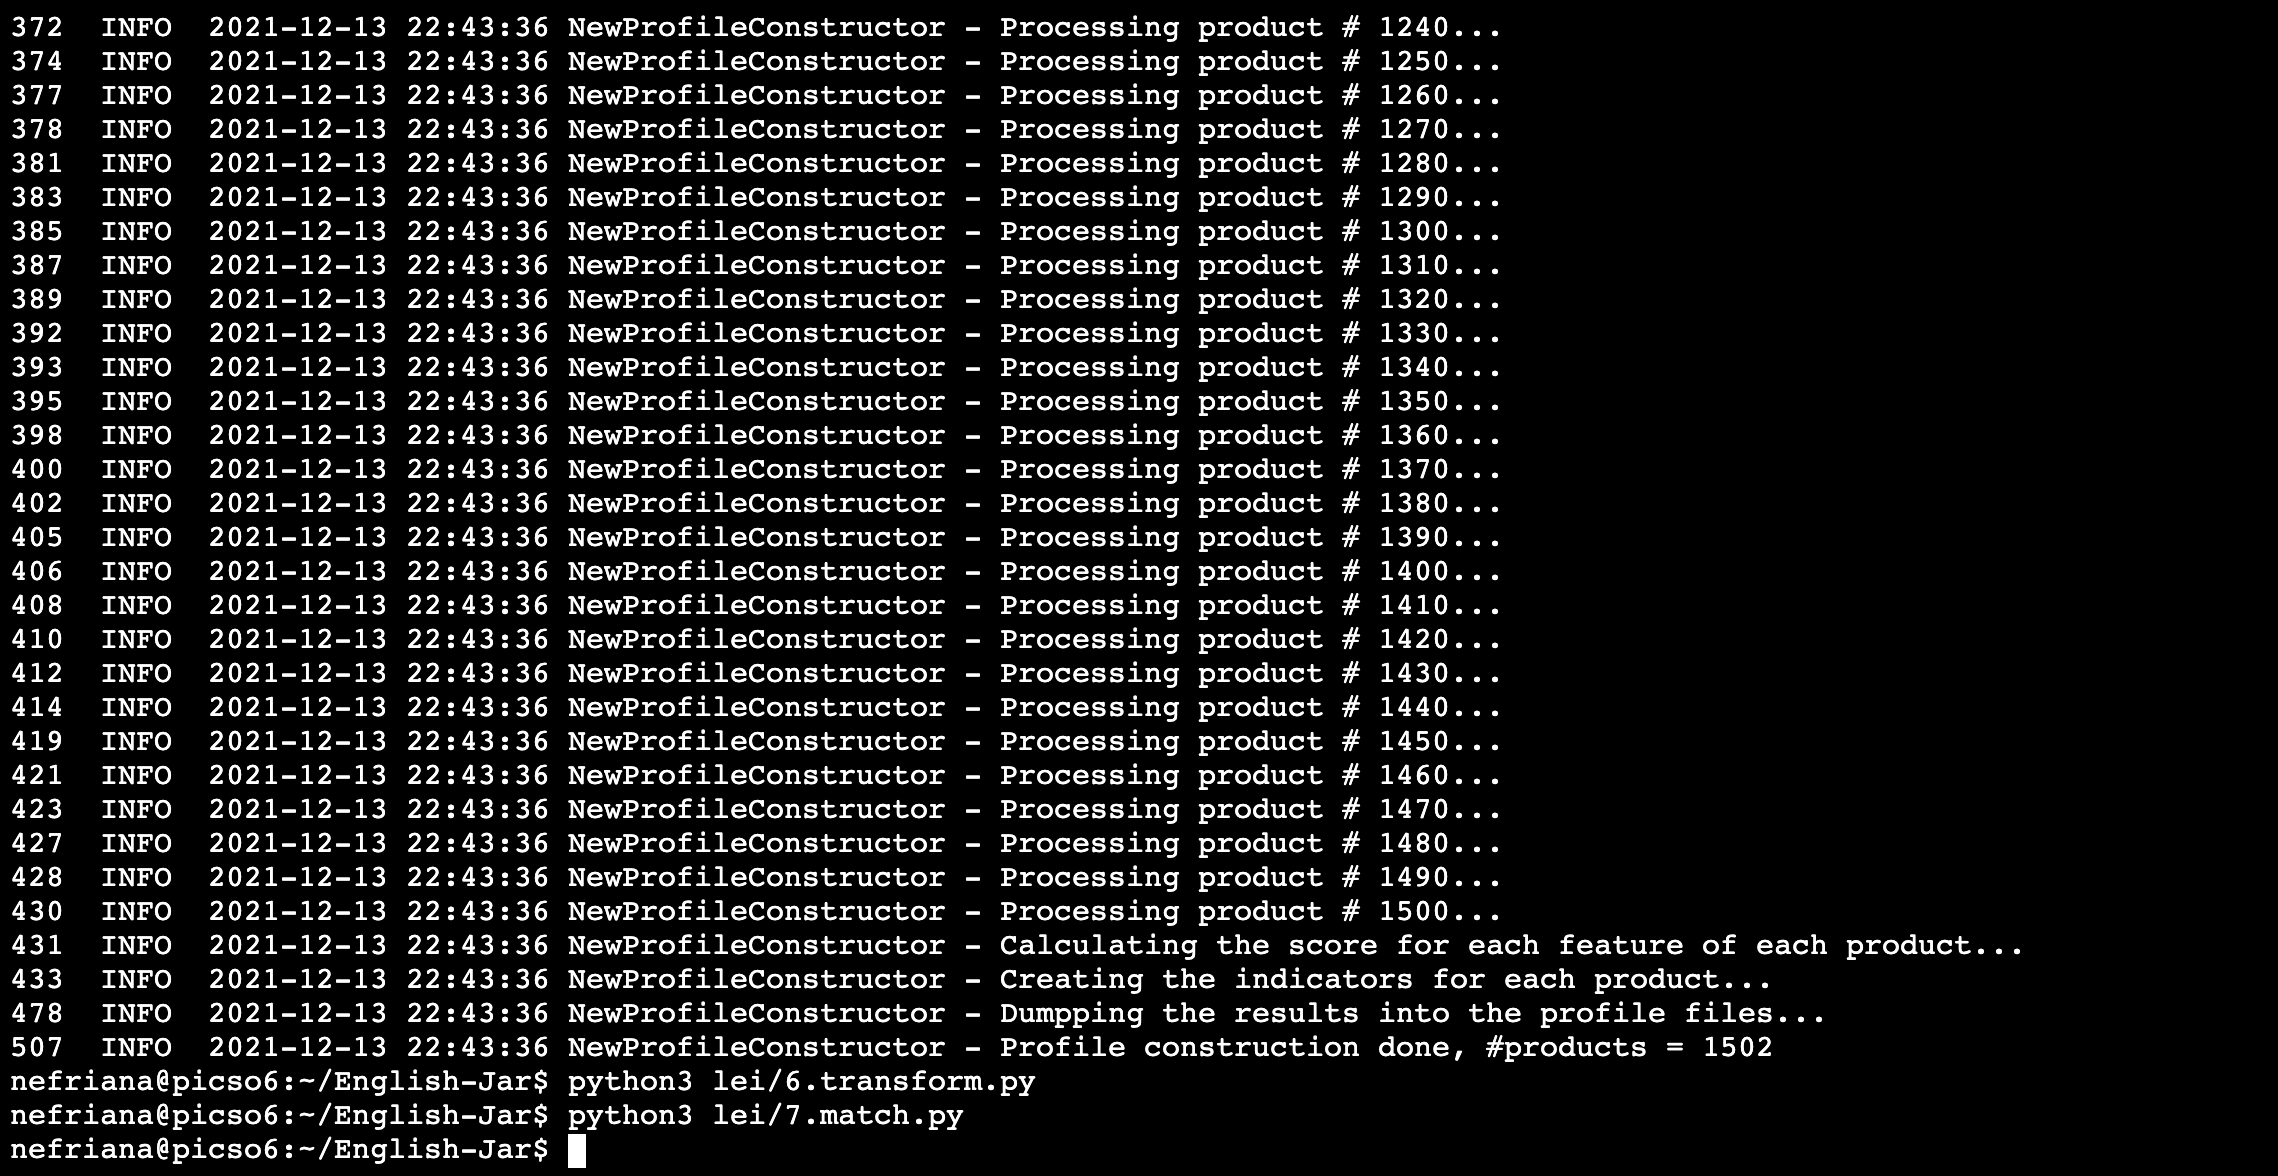 372  INFO  2021-12-13 22:43:36 NewProfileConstructor - Processing product # 1240...
374  INFO  2021-12-13 22:43:36 NewProfileConstructor - Processing product # 1250...
377  INFO  2021-12-13 22:43:36 NewProfileConstructor - Processing product # 1260...
378  INFO  2021-12-13 22:43:36 NewProfileConstructor - Processing product # 1270...
381  INFO  2021-12-13 22:43:36 NewProfileConstructor - Processing product # 1280...
383  INFO  2021-12-13 22:43:36 NewProfileConstructor - Processing product # 1290...
385  INFO  2021-12-13 22:43:36 NewProfileConstructor - Processing product # 1300...
387  INFO  2021-12-13 22:43:36 NewProfileConstructor - Processing product # 1310...
389  INFO  2021-12-13 22:43:36 NewProfileConstructor - Processing product # 1320...
392  INFO  2021-12-13 22:43:36 NewProfileConstructor - Processing product # 1330...
393  INFO  2021-12-13 22:43:36 NewProfileConstructor - Processing product # 1340...
395  INFO  2021-12-13 22:43:36 NewProfileConstructor - Processing product # 1350...
398  INFO  2021-12-13 22:43:36 NewProfileConstructor - Processing product # 1360...
400  INFO  2021-12-13 22:43:36 NewProfileConstructor - Processing product # 1370...
402  INFO  2021-12-13 22:43:36 NewProfileConstructor - Processing product # 1380...
405  INFO  2021-12-13 22:43:36 NewProfileConstructor - Processing product # 1390...
406  INFO  2021-12-13 22:43:36 NewProfileConstructor - Processing product # 1400...
408  INFO  2021-12-13 22:43:36 NewProfileConstructor - Processing product # 1410...
410  INFO  2021-12-13 22:43:36 NewProfileConstructor - Processing product # 1420...
412  INFO  2021-12-13 22:43:36 NewProfileConstructor - Processing product # 1430...
414  INFO  2021-12-13 22:43:36 NewProfileConstructor - Processing product # 1440...
419  INFO  2021-12-13 22:43:36 NewProfileConstructor - Processing product # 1450...
421  INFO  2021-12-13 22:43:36 NewProfileConstructor - Processing product # 1460...
423  INFO  2021-12-13 22:43:36 NewProfileConstructor - Processing product # 1470...
427  INFO  2021-12-13 22:43:36 NewProfileConstructor - Processing product # 1480...
428  INFO  2021-12-13 22:43:36 NewProfileConstructor - Processing product # 1490...
430  INFO  2021-12-13 22:43:36 NewProfileConstructor - Processing product # 1500...
431  INFO  2021-12-13 22:43:36 NewProfileConstructor - Calculating the score for each feature of each product...
433  INFO  2021-12-13 22:43:36 NewProfileConstructor - Creating the indicators for each product...
478  INFO  2021-12-13 22:43:36 NewProfileConstructor - Dumpping the results into the profile files...
507  INFO  2021-12-13 22:43:36 NewProfileConstructor - Profile construction done, #products = 1502
nefriana@picso6:~/English-Jar$ python3 lei/6.transform.py
nefriana@picso6:~/English-Jar$ python3 lei/7.match.py
nefriana@picso6:~/English-Jar$